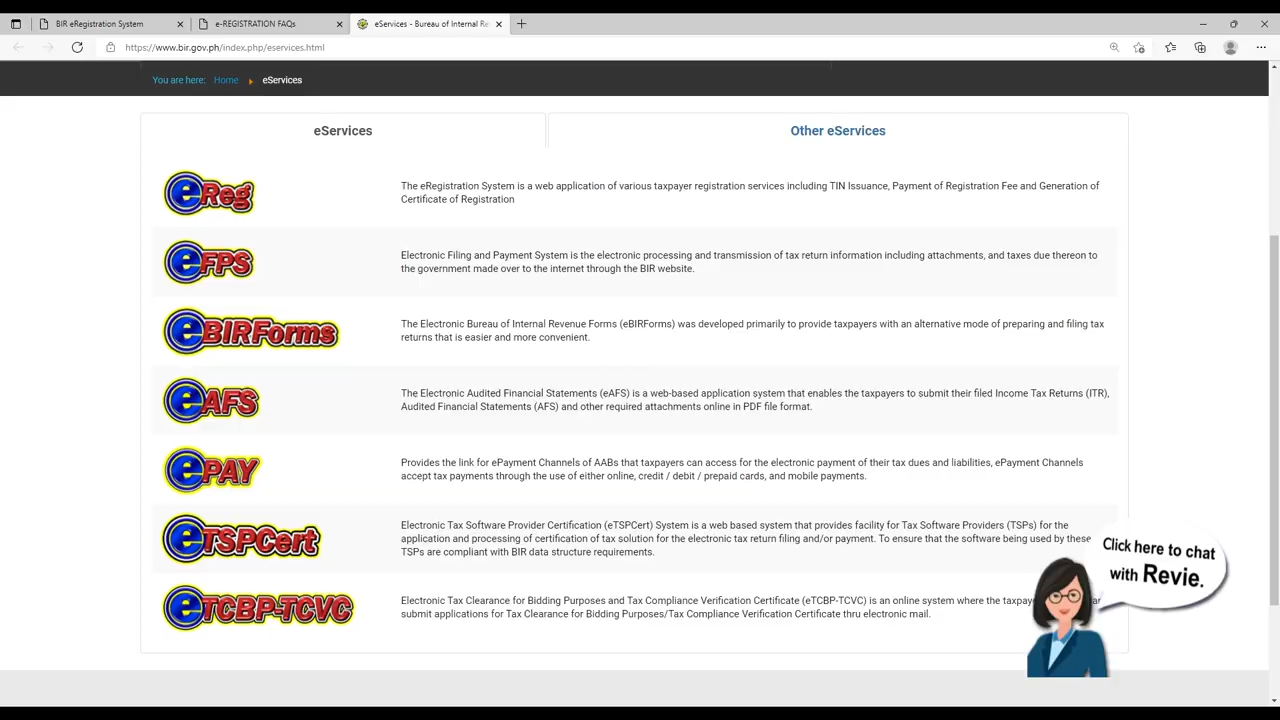 BIR eRegistration System
e-REGISTRATION FAQs
eServices - Bureau of Internal Re
https://www.bir.gov.ph/index.php/eservices.html
You are here: Home eServices
eServices
Other eServices
eReg
The eRegistration System is a web application of various taxpayer registration services including TIN Issuance, Payment of Registration Fee and Generation of
Certificate of Registration
eFPS
Electronic Filing and Payment System is the electronic processing and transmission of tax return information including attachments, and taxes due thereon to
the government made over to the internet through the BIR website.
eBIRForms
The Electronic Bureau of Internal Revenue Forms (eBIRForms) was developed primarily to provide taxpayers with an alternative mode of preparing and filing tax
returns that is easier and more convenient.
eAFS
The Electronic Audited Financial Statements (eAFS) is a web-based application system that enables the taxpayers to submit their filed Income Tax Returns (ITR),
Audited Financial Statements (AFS) and other required attachments online in PDF file format.
ePAY
Provides the link for ePayment Channels of AABs that taxpayers can access for the electronic payment of their tax dues and liabilities, ePayment Channels
accept tax payments through the use of either online, credit / debit / prepaid cards, and mobile payments.
eTSPCert
Electronic Tax Software Provider Certification (eTSPCert) System is a web based system that provides facility for Tax Software Providers (TSPs) for the
application and processing of certification of tax solution for the electronic tax return filing and/or payment. To ensure that the software being used by these
TSPs are compliant with BIR data structure requirements.
eTCBP-TCVC
Electronic Tax Clearance for Bidding Purposes and Tax Compliance Verification Certificate (eTCBP-TCVC) is an online system where the
submit applications for Tax Clearance for Bidding Purposes/Tax Compliance Verification Certificate thru electronic mail.
Click here to chat
with Revie.